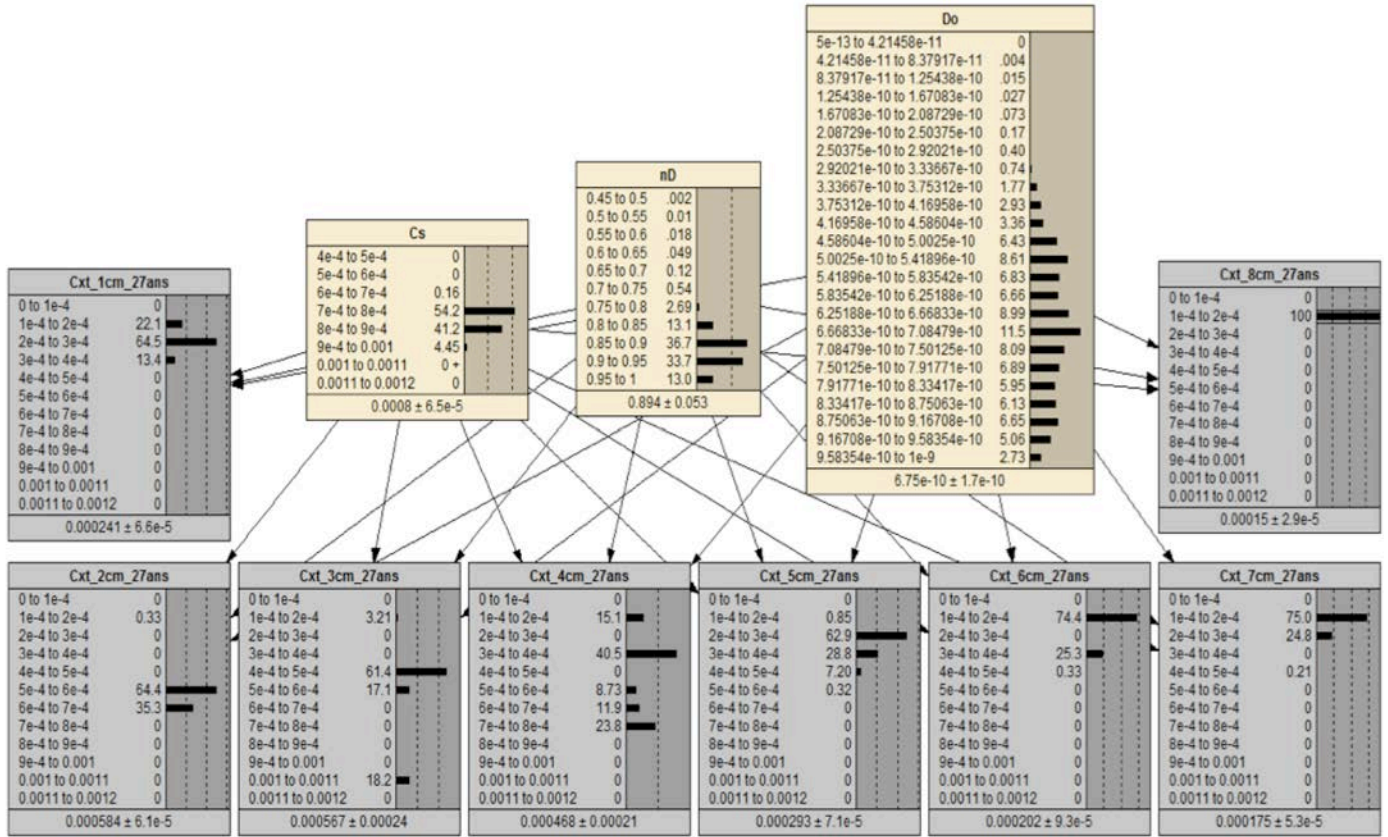 Do
5e-13 to 4.21458e-11 0
4.21458e-11 to 8.37917e-11 .004
8.37917e-11 to 1.25438e-10 .015
1.25438e-10 to 1.67083e-10 .027
1.67083e-10 to 2.08729e-10 .073
2.08729e-10 to 2.50375e-10 0.17
2.50375e-10 to 2.92021e-10 0.40
2.92021e-10 to 3.33667e-10 0.74
3.33667e-10 to 3.75312e-10 1.77
3.75312e-10 to 4.16958e-10 2.93
4.16958e-10 to 4.58604e-10 3.36
4.58604e-10 to 5.0025e-10 6.43
5.0025e-10 to 5.41896e-10 8.61
5.41896e-10 to 5.83542e-10 6.83
5.83542e-10 to 6.25188e-10 6.66
6.25188e-10 to 6.66833e-10 8.99
6.66833e-10 to 7.08479e-10 11.5
7.08479e-10 to 7.50125e-10 8.09
7.50125e-10 to 7.91771e-10 6.89
7.91771e-10 to 8.33417e-10 5.95
8.33417e-10 to 8.75063e-10 6.13
8.75063e-10 to 9.16708e-10 6.65
9.16708e-10 to 9.58354e-10 5.06
9.58354e-10 to 1e-9 2.73
6.75e-10 ± 1.7e-10
nD
0.45 to 0.5 .002
0.5 to 0.55 0.01
0.55 to 0.6 .018
0.6 to 0.65 .049
0.65 to 0.7 0.12
0.7 to 0.75 0.54
0.75 to 0.8 2.69
0.8 to 0.85 13.1
0.85 to 0.9 36.7
0.9 to 0.95 33.7
0.95 to 1 13.0
0.894 ± 0.053
Cs
4e-4 to 5e-4 0
5e-4 to 6e-4 0
6e-4 to 7e-4 0.16
7e-4 to 8e-4 54.2
8e-4 to 9e-4 41.2
9e-4 to 0.001 4.45
0.001 to 0.0011 0 +
0.0011 to 0.0012 0
0.0008 ± 6.5e-5
Cxt_1cm_27ans
0 to 1e-4 0
1e-4 to 2e-4 22.1
2e-4 to 3e-4 64.5
3e-4 to 4e-4 13.4
4e-4 to 5e-4 0
5e-4 to 6e-4 0
6e-4 to 7e-4 0
7e-4 to 8e-4 0
8e-4 to 9e-4 0
9e-4 to 0.001 0
0.001 to 0.0011 0
0.0011 to 0.0012 0
0.000241 ± 6.6e-5
Cxt_8cm_27ans
0 to 1e-4 0
1e-4 to 2e-4 100
2e-4 to 3e-4 0
3e-4 to 4e-4 0
4e-4 to 5e-4 0
5e-4 to 6e-4 0
6e-4 to 7e-4 0
7e-4 to 8e-4 0
8e-4 to 9e-4 0
9e-4 to 0.001 0
0.001 to 0.0011 0
0.0011 to 0.0012 0
0.00015 ± 2.9e-5
Cxt_2cm_27ans
0 to 1e-4 0
1e-4 to 2e-4 0.33
2e-4 to 3e-4 0
3e-4 to 4e-4 0
4e-4 to 5e-4 0
5e-4 to 6e-4 64.4
6e-4 to 7e-4 35.3
7e-4 to 8e-4 0
8e-4 to 9e-4 0
9e-4 to 0.001 0
0.001 to 0.0011 0
0.0011 to 0.0012 0
0.000584 ± 6.1e-5
Cxt_3cm_27ans
0 to 1e-4 0
1e-4 to 2e-4 3.21
2e-4 to 3e-4 0
3e-4 to 4e-4 0
4e-4 to 5e-4 61.4
5e-4 to 6e-4 17.1
6e-4 to 7e-4 0
7e-4 to 8e-4 0
8e-4 to 9e-4 0
9e-4 to 0.001 0
0.001 to 0.0011 18.2
0.0011 to 0.0012 0
0.000567 ± 0.00024
Cxt_4cm_27ans
0 to 1e-4 0
1e-4 to 2e-4 15.1
2e-4 to 3e-4 0
3e-4 to 4e-4 40.5
4e-4 to 5e-4 0
5e-4 to 6e-4 8.73
6e-4 to 7e-4 11.9
7e-4 to 8e-4 23.8
8e-4 to 9e-4 0
9e-4 to 0.001 0
0.001 to 0.0011 0
0.0011 to 0.0012 0
0.000468 ± 0.00021
Cxt_5cm_27ans
0 to 1e-4 0
1e-4 to 2e-4 0.85
2e-4 to 3e-4 62.9
3e-4 to 4e-4 28.8
4e-4 to 5e-4 7.20
5e-4 to 6e-4 0.32
6e-4 to 7e-4 0
7e-4 to 8e-4 0
8e-4 to 9e-4 0
9e-4 to 0.001 0
0.001 to 0.0011 0
0.0011 to 0.0012 0
0.000293 ± 7.1e-5
Cxt_6cm_27ans
0 to 1e-4 0
1e-4 to 2e-4 74.4
2e-4 to 3e-4 0
3e-4 to 4e-4 25.3
4e-4 to 5e-4 0.33
5e-4 to 6e-4 0
6e-4 to 7e-4 0
7e-4 to 8e-4 0
8e-4 to 9e-4 0
9e-4 to 0.001 0
0.001 to 0.0011 0
0.0011 to 0.0012 0
0.000202 ± 9.3e-5
Cxt_7cm_27ans
0 to 1e-4 0
1e-4 to 2e-4 75.0
2e-4 to 3e-4 24.8
3e-4 to 4e-4 0
4e-4 to 5e-4 0.21
5e-4 to 6e-4 0
6e-4 to 7e-4 0
7e-4 to 8e-4 0
8e-4 to 9e-4 0
9e-4 to 0.001 0
0.001 to 0.0011 0
0.0011 to 0.0012 0
0.000175 ± 5.3e-5